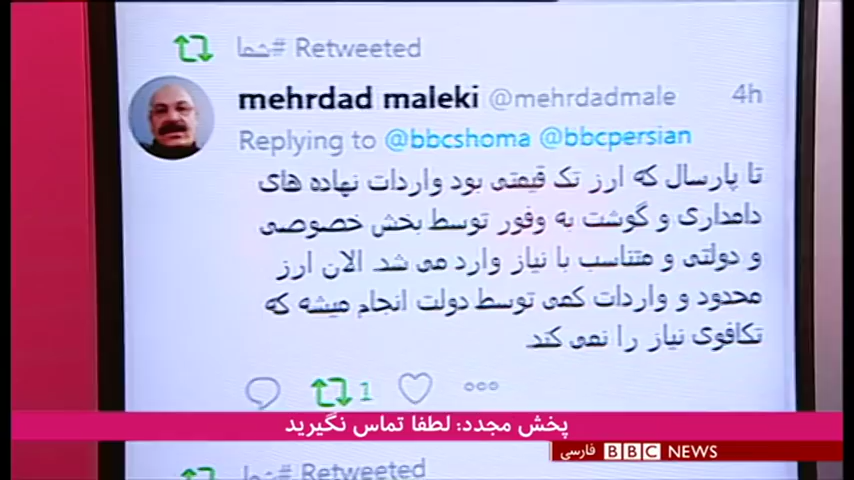 شما# Retweeted
mehrdad maleki @mehrdadmale 4h
Replying to @bbcshoma @bbcpersian
تا پارسال که ارز تک قیمتی بود واردات نهاده های
دامداری و گوشت به وفور توسط بخش خصوصی
و دولتی و متناسب با نیاز وارد می شد. الان ارز
محدود و واردات کمی توسط دولت انجام میشه که
تکافوی نیاز را نمی کند.
1
پخش مجدد: لطفا تماس نگیرید
BBC NEWS فارسی
شما# Retweeted